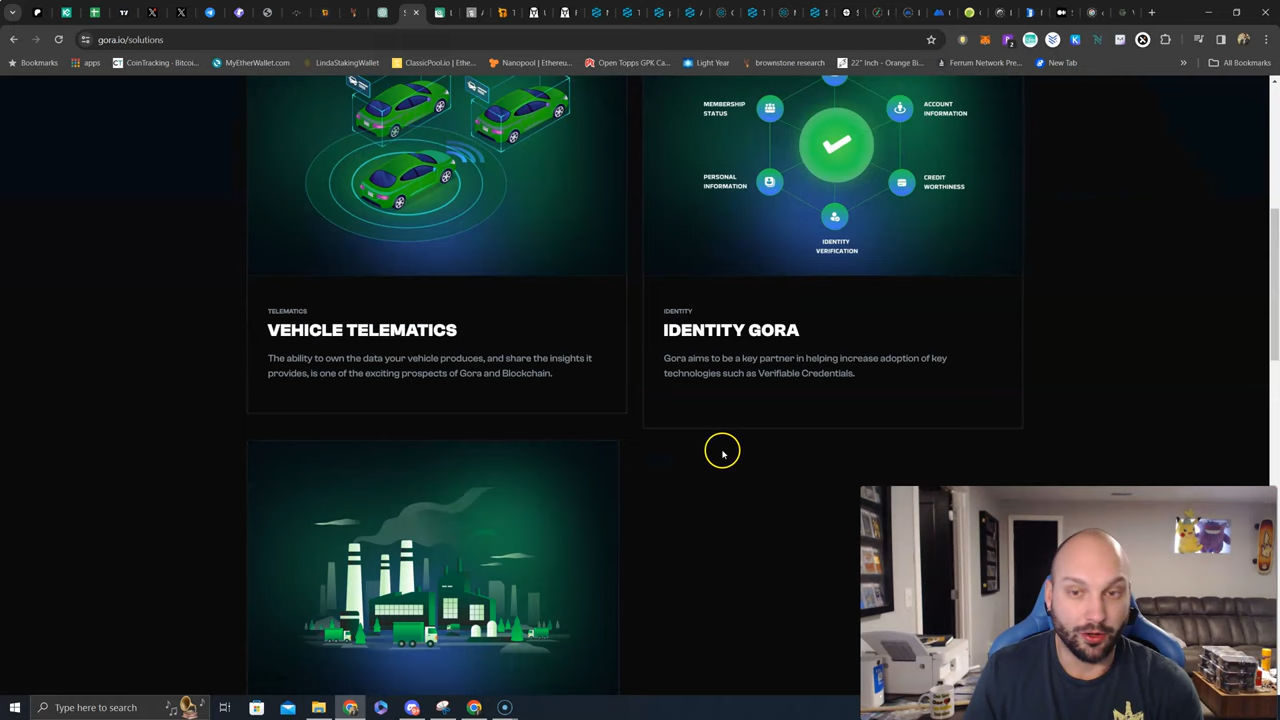 gora.io/solutions
Bookmarks
apps
CoinTracking - Bitcoi...
MyEtherWallet.com
LindaStakingWallet
ClassicPool.io | Ethe...
Nanopool | Ethereu...
Open Topps GPK Ca...
Light Year
brownstone research
22" Inch - Orange Bi...
Ferrum Network Pre...
New Tab
All Bookmarks
MEMBERSHIP
STATUS
ACCOUNT
INFORMATION
PERSONAL
INFORMATION
CREDIT
WORTHINESS
IDENTITY
VERIFICATION
TELEMATICS
VEHICLE TELEMATICS
The ability to own the data your vehicle produces, and share the insights it
provides, is one of the exciting prospects of Gora and Blockchain.
IDENTITY
IDENTITY GORA
Gora aims to be a key partner in helping increase adoption of key
technologies such as Verifiable Credentials.
Type here to search